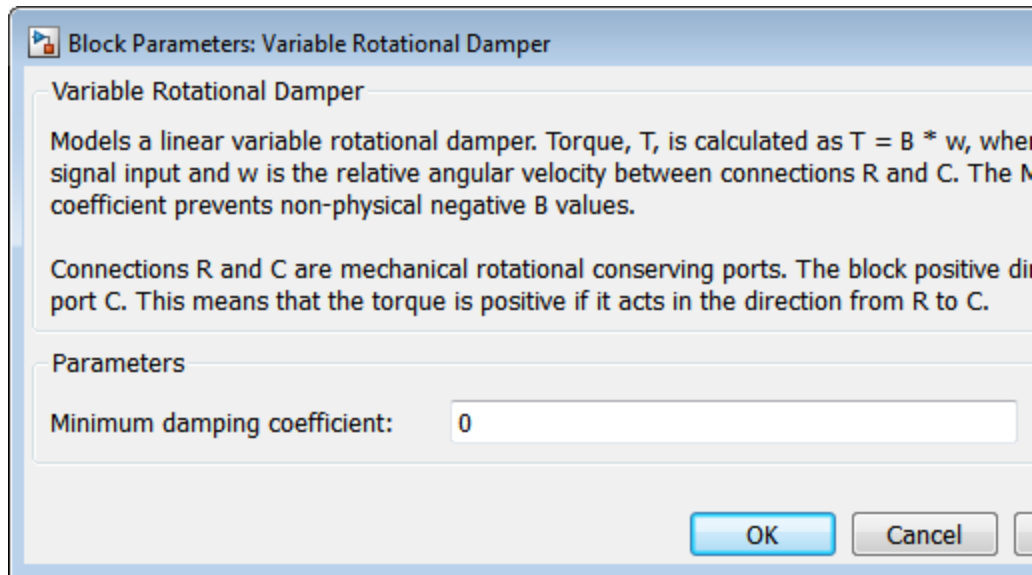 Block Parameters: Variable Rotational Damper
Variable Rotational Damper
Models a linear variable rotational damper. Torque, T, is calculated as T = B * w,
signal input and w is the relative angular velocity between connections R and C. The
coefficient prevents non-physical negative B values.
Connections R and C are mechanical rotational conserving ports. The block positive
port C. This means that the torque is positive if it acts in the direction from R to C.
Parameters
Minimum damping coefficient: 0
OK Cancel